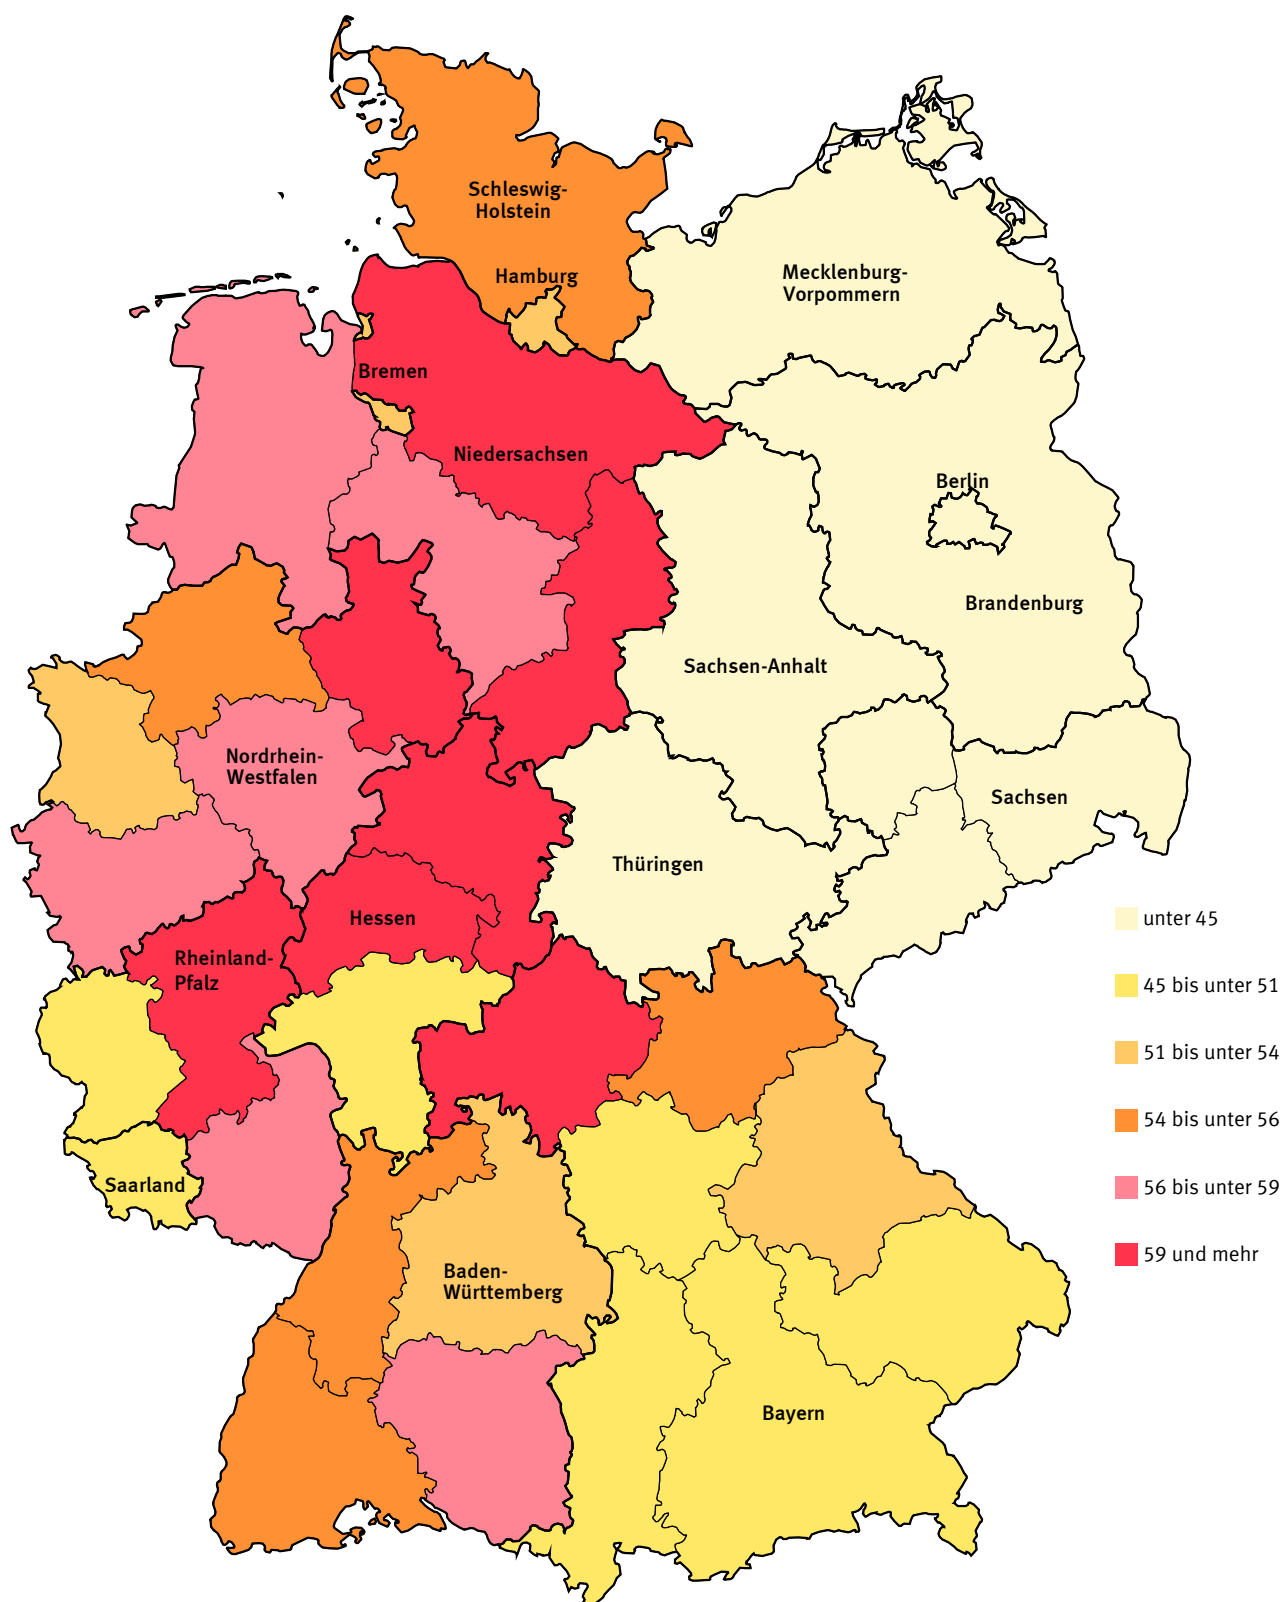 Schleswig-
Holstein
Hamburg
Mecklenburg-
Vorpommern
Bremen
Niedersachsen
Berlin
Brandenburg
Sachsen-Anhalt
Nordrhein-
Westfalen
Sachsen
Thüringen
Hessen
Rheinland-
Pfalz
Saarland
Baden-
Württemberg
Bayern
unter 45
45 bis unter 51
51 bis unter 54
54 bis unter 56
56 bis unter 59
59 und mehr